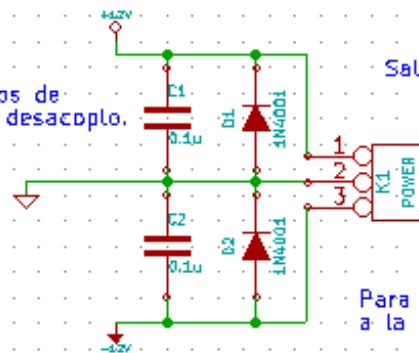 +12V
Sal
os de
desacoplo.
C1
0.1u
D1
1N4001
1
2
3
K1
POWER
C2
0.1u
D2
1N4001
Para
a la
-12V